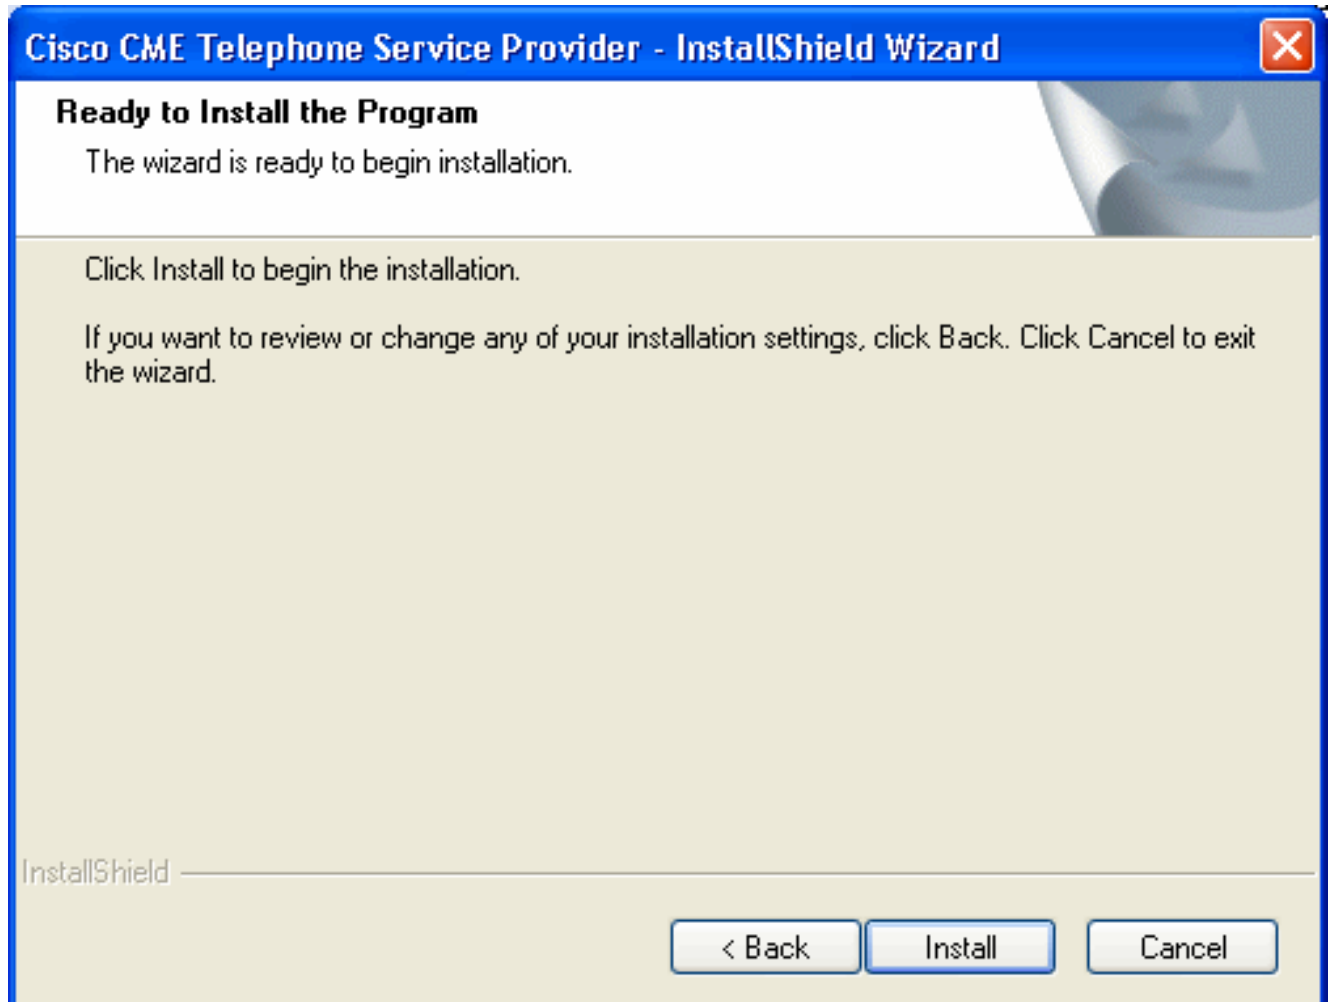 Cisco CME Telephone Service Provider - InstallShield Wizard
Ready to Install the Program
The wizard is ready to begin installation.
Click Install to begin the installation.
If you want to review or change any of your installation settings, click Back. Click Cancel to exit
the wizard.
InstallShield
< Back
Install
Cancel